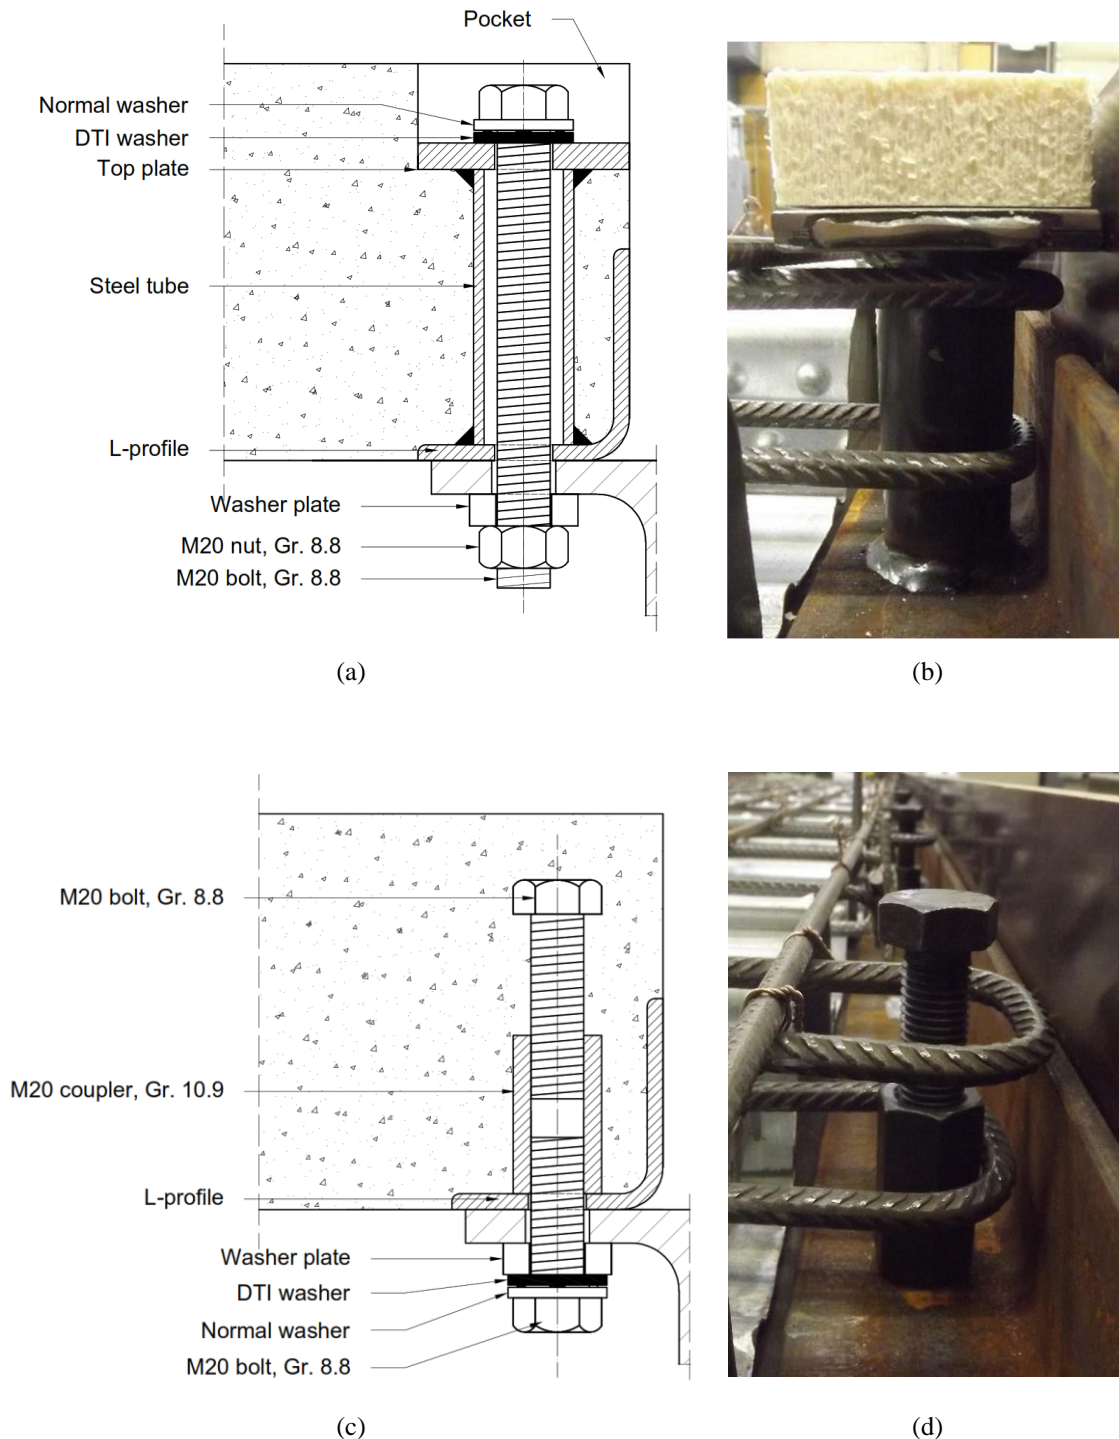 Pocket
Normal washer
DTI washer
Top plate
Steel tube
L-profile
Washer plate
M20 nut, Gr. 8.8
M20 bolt, Gr. 8.8
(a)
(b)
M20 bolt, Gr. 8.8
M20 coupler, Gr. 10.9
L-profile
Washer plate
DTI washer
Normal washer
M20 bolt, Gr. 8.8
(c)
(d)